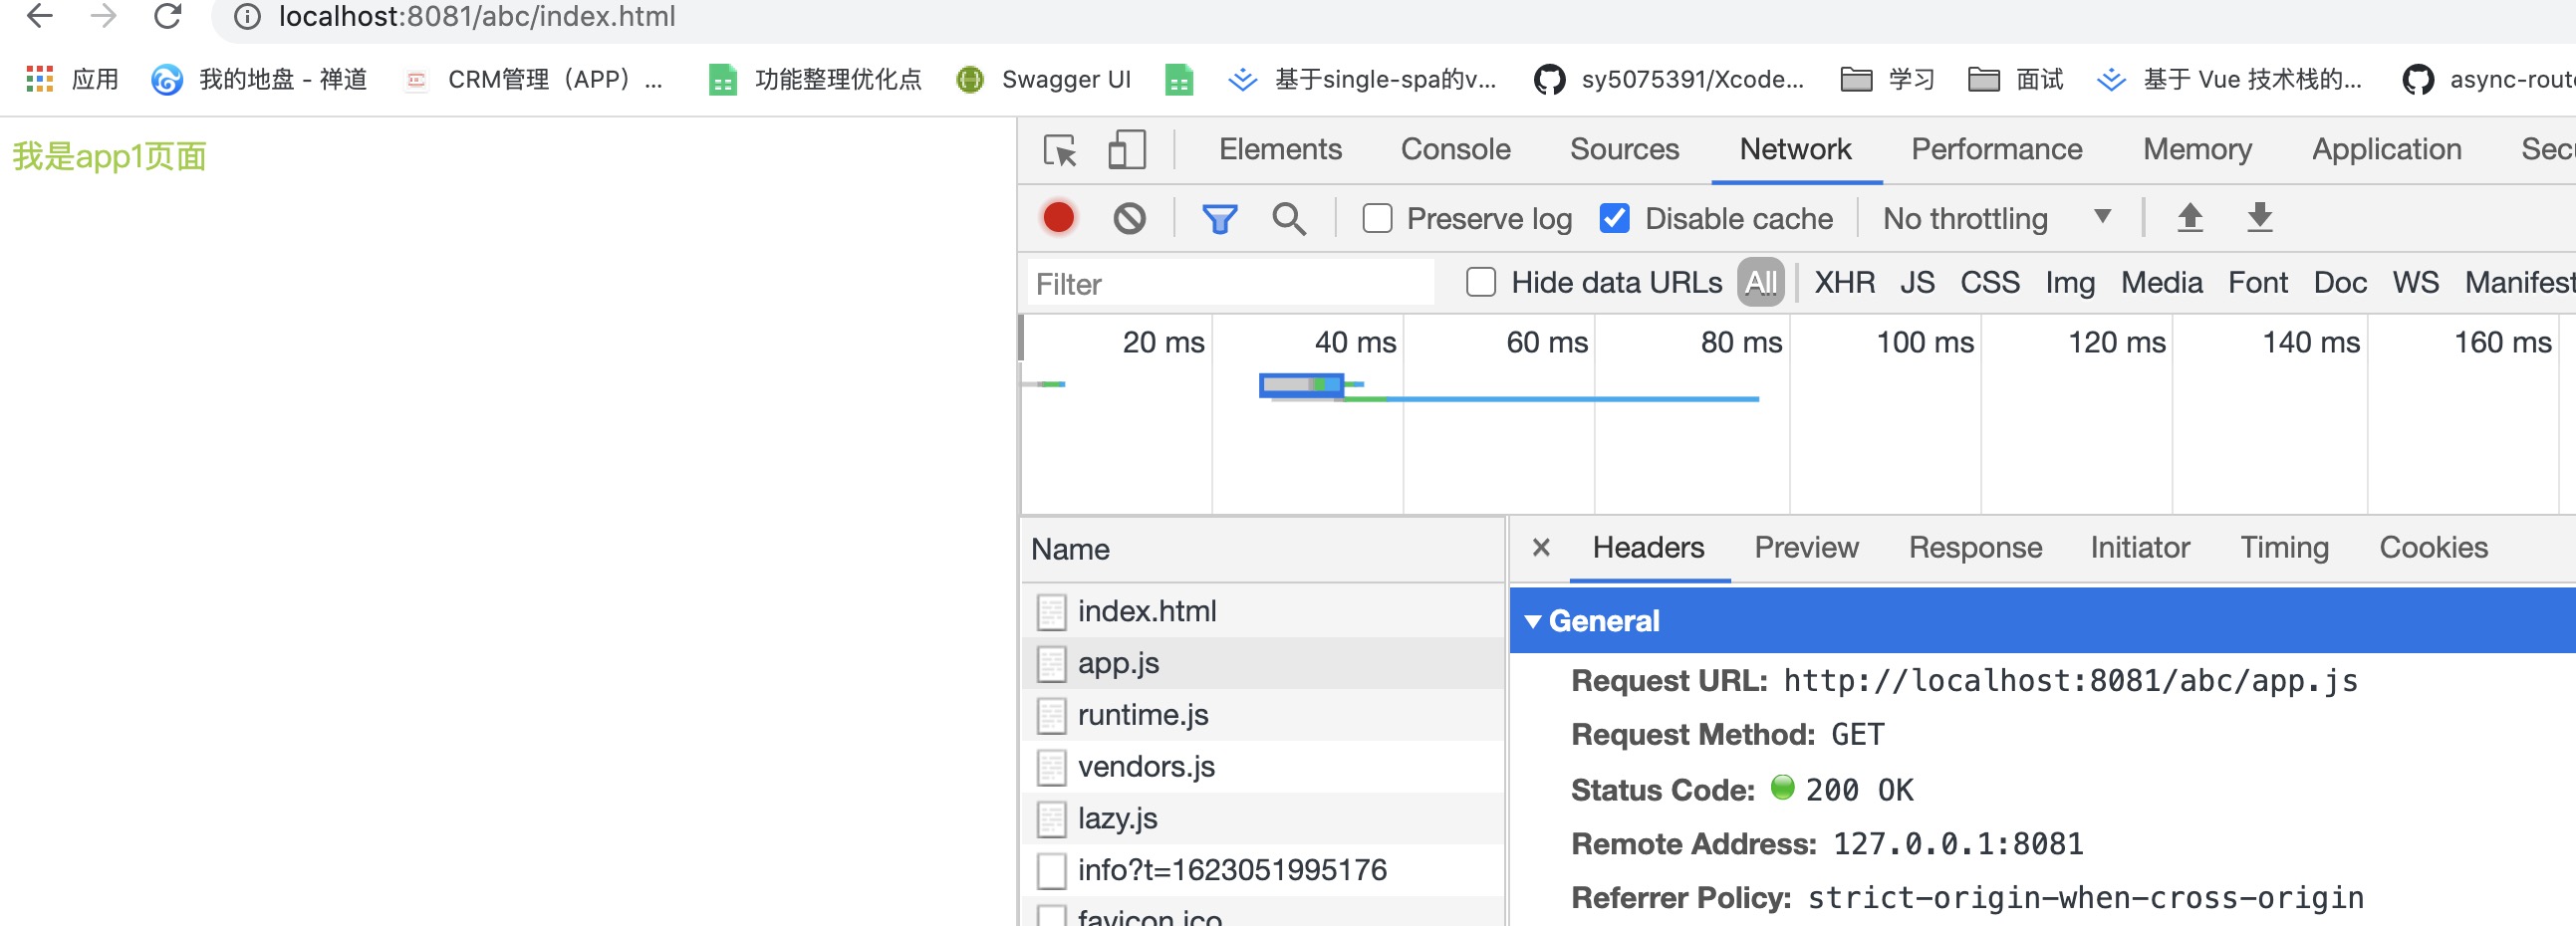 localhost:8081/abc/index.html
应用 我的地盘 - 禅道 CRM管理（APP）... 功能整理优化点 Swagger UI 基于single-spa的v... sy5075391/Xcode... 学习 面试 基于 Vue 技术栈的... async-rout
我是app1页面
Elements Console Sources Network Performance Memory Application Sec
Preserve log Disable cache No throttling
Filter Hide data URLs All XHR JS CSS Img Media Font Doc WS Manifest
20 ms 40 ms 60 ms 80 ms 100 ms 120 ms 140 ms 160 ms
Name
index.html
app.js
runtime.js
vendors.js
lazy.js
info?t=1623051995176
favicon.ico
× Headers Preview Response Initiator Timing Cookies
General
Request URL: http://localhost:8081/abc/app.js
Request Method: GET
Status Code: 200 OK
Remote Address: 127.0.0.1:8081
Referrer Policy: strict-origin-when-cross-origin